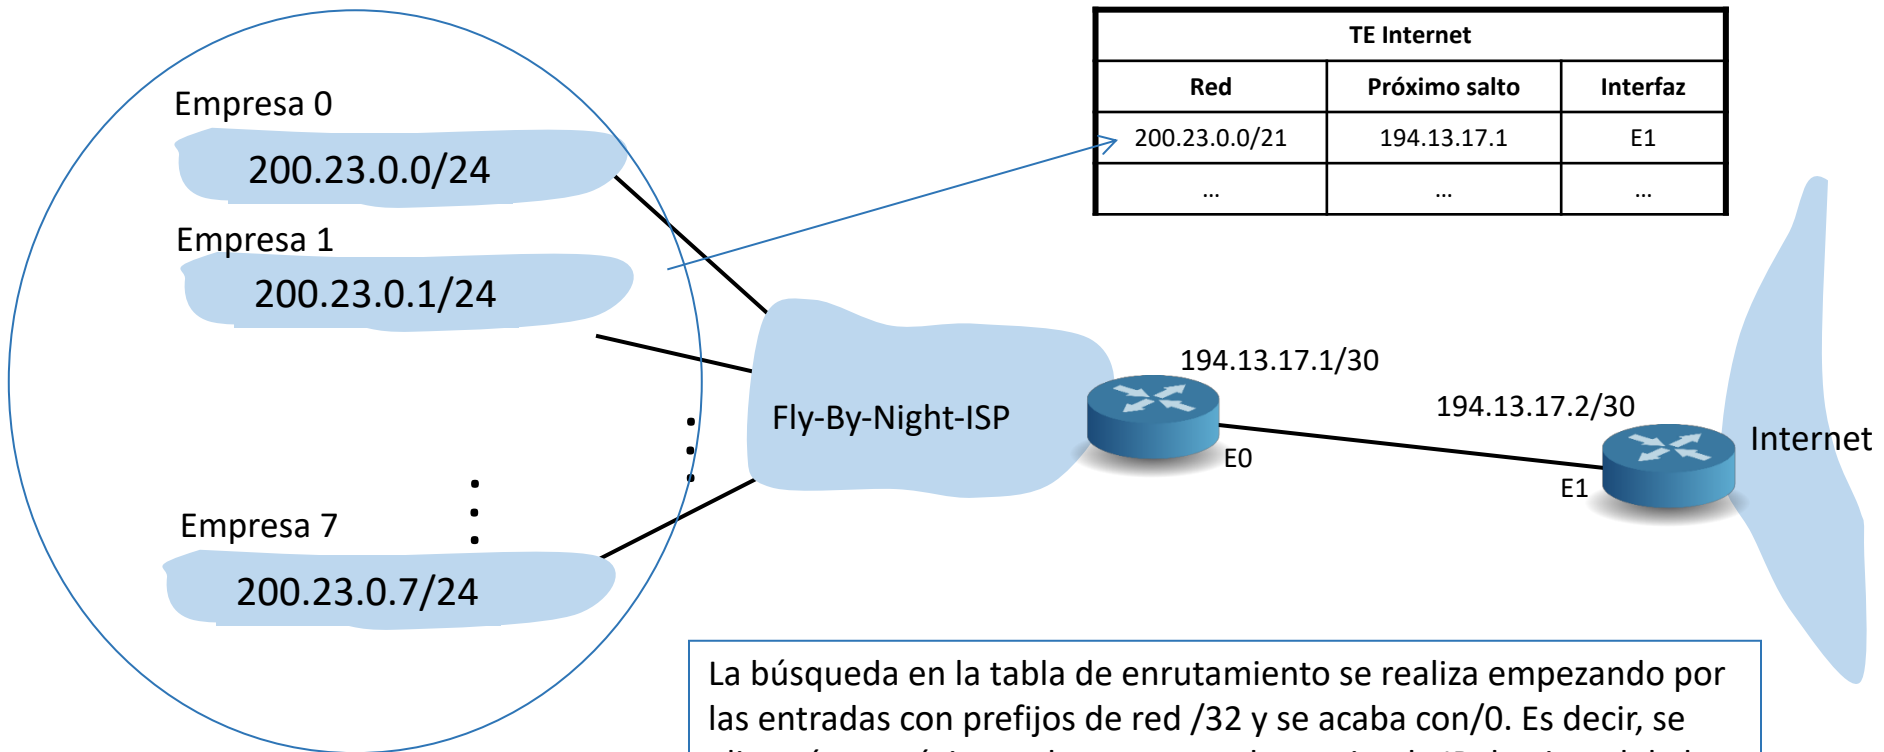 TE Internet
Red Próximo salto Interfaz
200.23.0.0/21 194.13.17.1 E1
... ... ...
Empresa 0
200.23.0.0/24
Empresa 1
200.23.0.1/24
Empresa 7
200.23.0.7/24
Fly-By-Night-ISP
194.13.17.1/30
E0
194.13.17.2/30
E1
Internet
La búsqueda en la tabla de enrutamiento se realiza empezando por
las entradas con prefijos de red /32 y se acaba con/0. Es decir, se